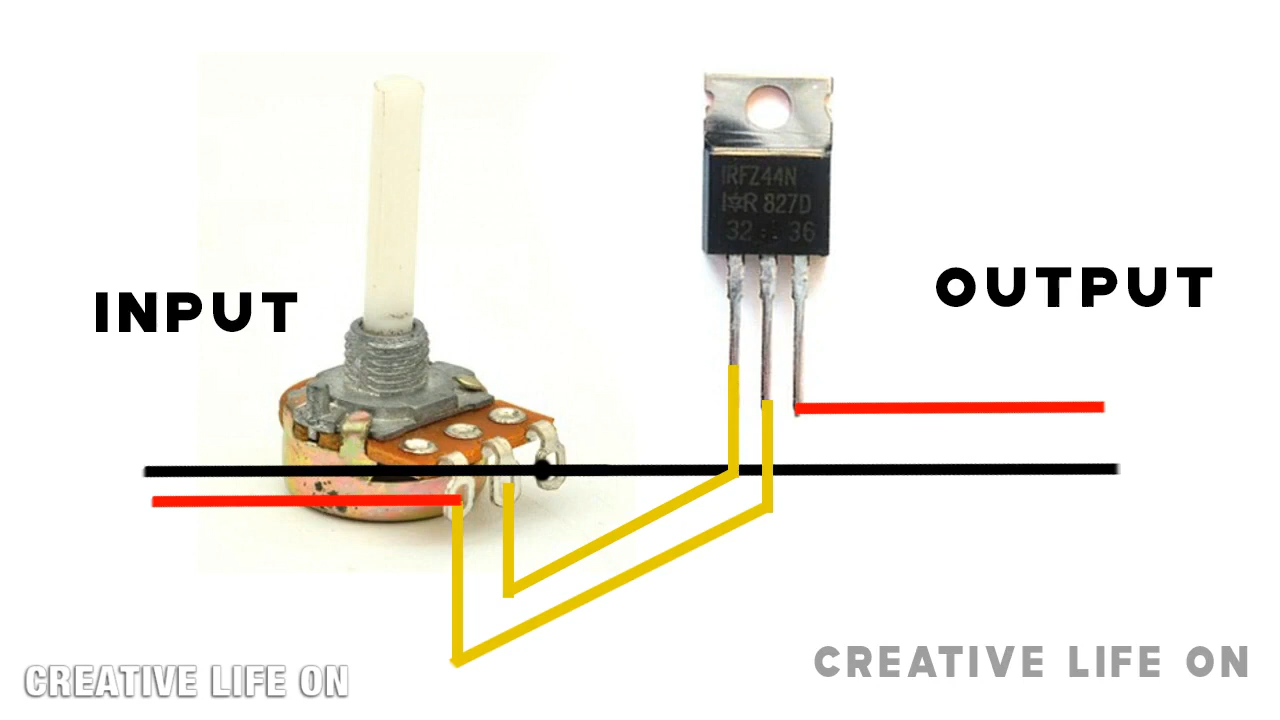 IRFZ44N
IR 827D
32 36
INPUT
OUTPUT
CREATIVE LIFE ON
CREATIVE LIFE ON